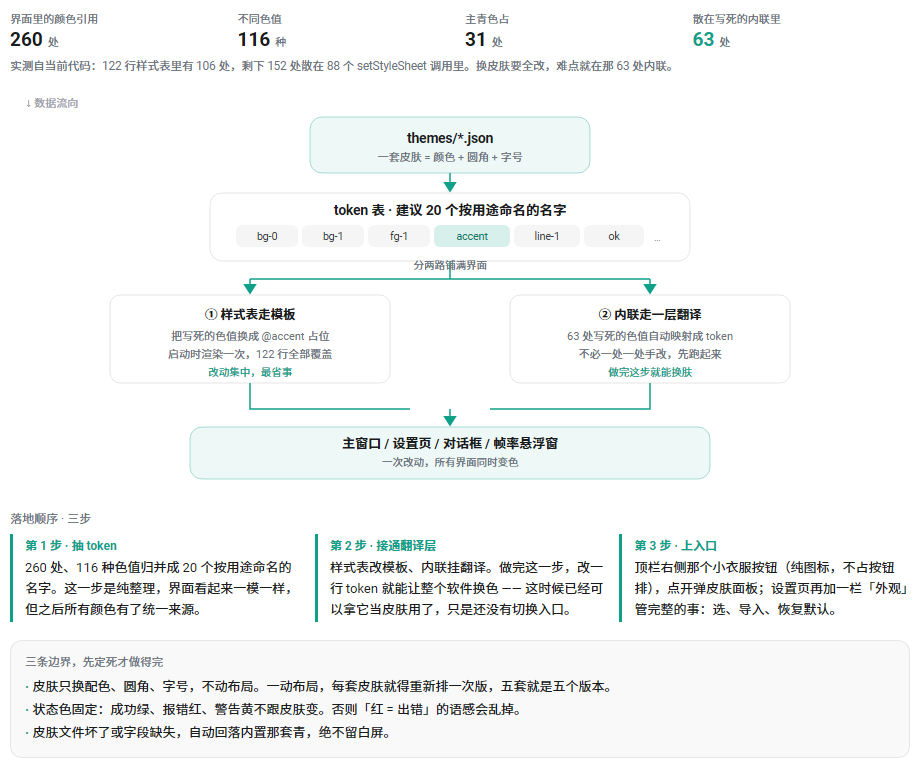 界面里的颜色引用
260 处
不同色值
116 种
主青色占
31 处
散在写死的内联里
63 处
实测自当前代码：122 行样式表里有 106 处，剩下 152 处散在 88 个 setStyleSheet 调用里。换皮肤要全改，难点就在那 63 处内联。
↓ 数据流向
themes/*.json
一套皮肤 = 颜色 + 圆角 + 字号
token 表 · 建议 20 个按用途命名的名字
bg-0
bg-1
fg-1
accent
line-1
ok
...
分两路铺满界面
① 样式表走模板
把写死的色值换成 @accent 占位
启动时渲染一次，122 行全部覆盖
改动集中，最省事
② 内联走一层翻译
63 处写死的色值自动映射成 token
不必一处一处手改，先跑起来
做完这步就能换肤
主窗口 / 设置页 / 对话框 / 帧率悬浮窗
一次改动，所有界面同时变色
落地顺序 · 三步
第 1 步 · 抽 token
260 处、116 种色值归并成 20 个按用途命名的
名字。这一步是纯整理，界面看起来一模一样，
但之后所有颜色有了统一来源。
第 2 步 · 接通翻译层
样式表改模板、内联挂翻译。做完这一步，改一
行 token 就能让整个软件换色 —— 这时候已经可
以拿它当皮肤用了，只是还没有切换入口。
第 3 步 · 上入口
顶栏右侧那个小衣服按钮（纯图标，不占按钮
排），点开弹皮肤面板；设置页再加一栏「外观」
管完整的事：选、导入、恢复默认。
三条边界，先定死才做得完
· 皮肤只换配色、圆角、字号，不动布局。一动布局，每套皮肤就得重新排一次版，五套就是五个版本。
· 状态色固定：成功绿、报错红、警告黄不跟皮肤变。否则「红 = 出错」的语感会乱掉。
· 皮肤文件坏了或字段缺失，自动回落内置那套青，绝不留白屏。